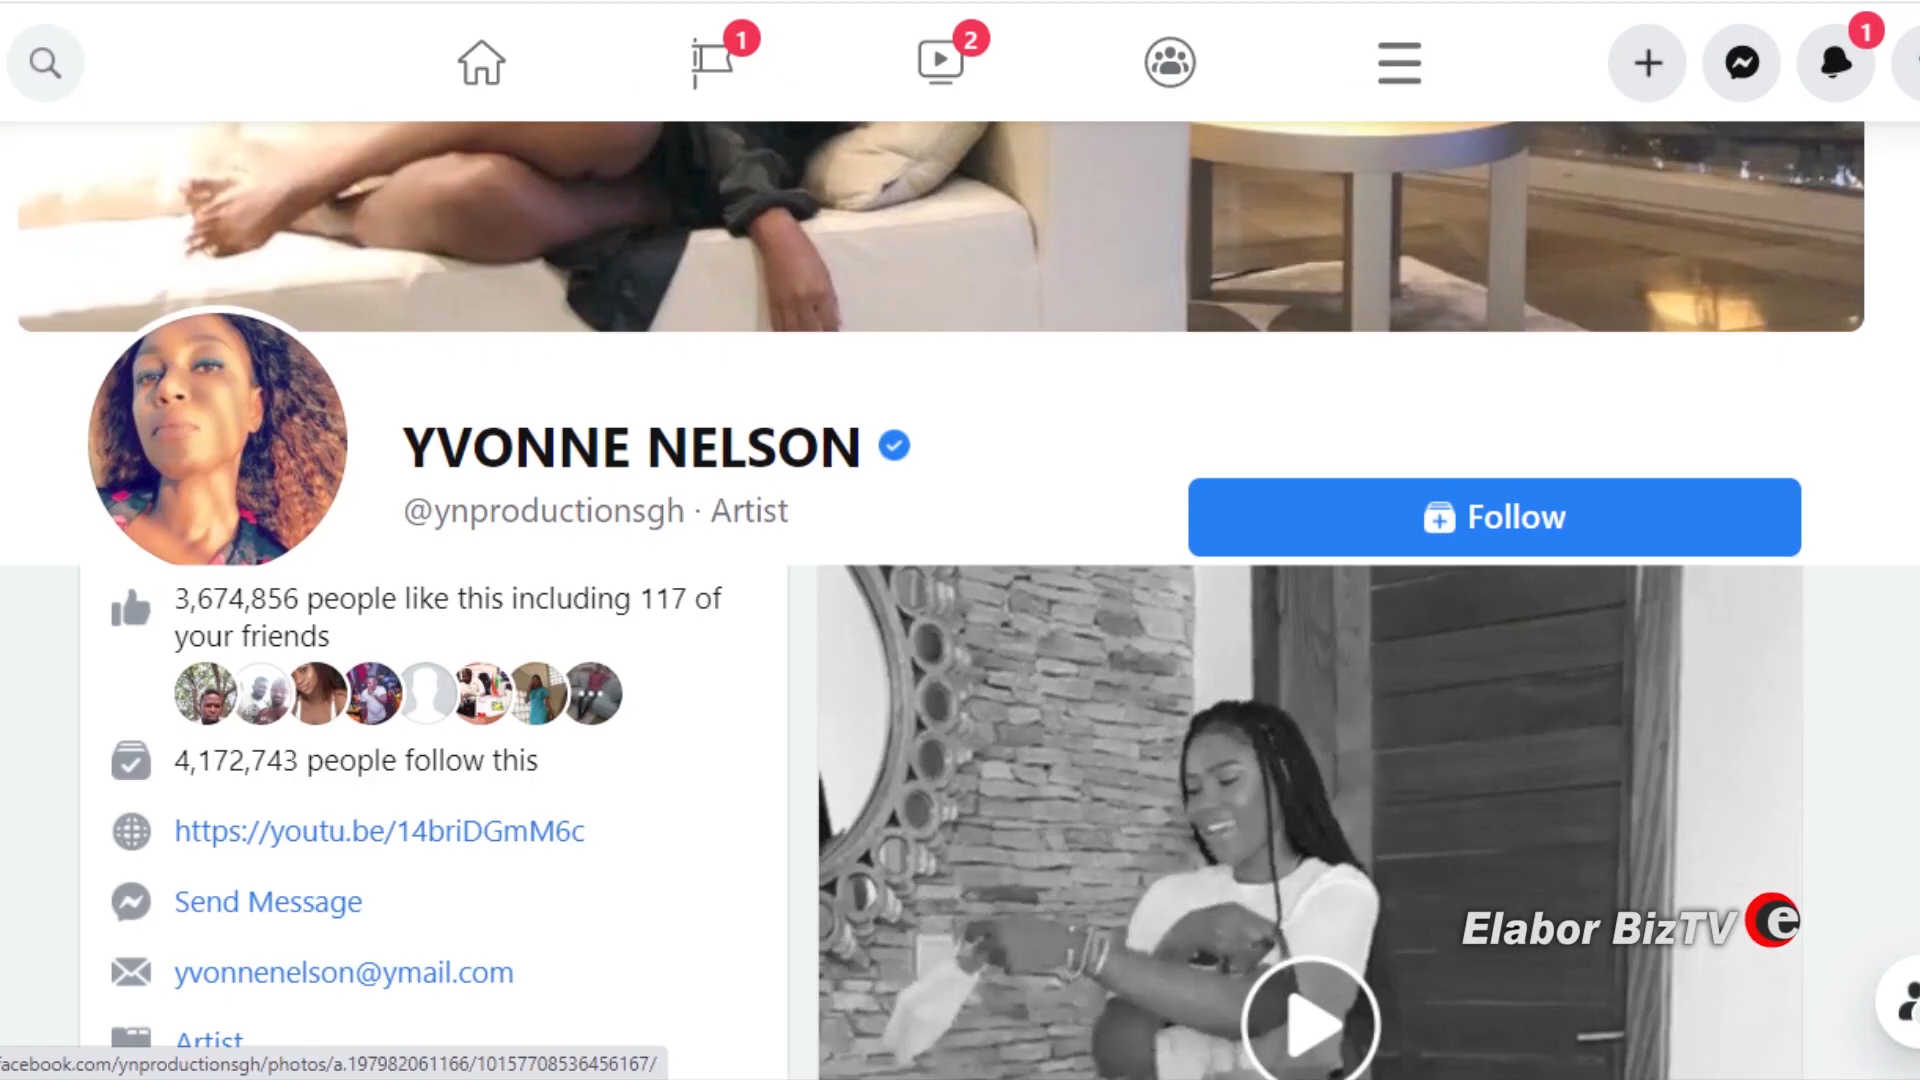 1
2
1
YVONNE NELSON
@ynproductionsgh · Artist
Follow
3,674,856 people like this including 117 of
your friends
4,172,743 people follow this
https://youtu.be/14briDGmM6c
Send Message
yvonnenelson@ymail.com
Artist
Elabor BizTV e
facebook.com/ynproductionsgh/photos/a.197982061166/10157708536456167/